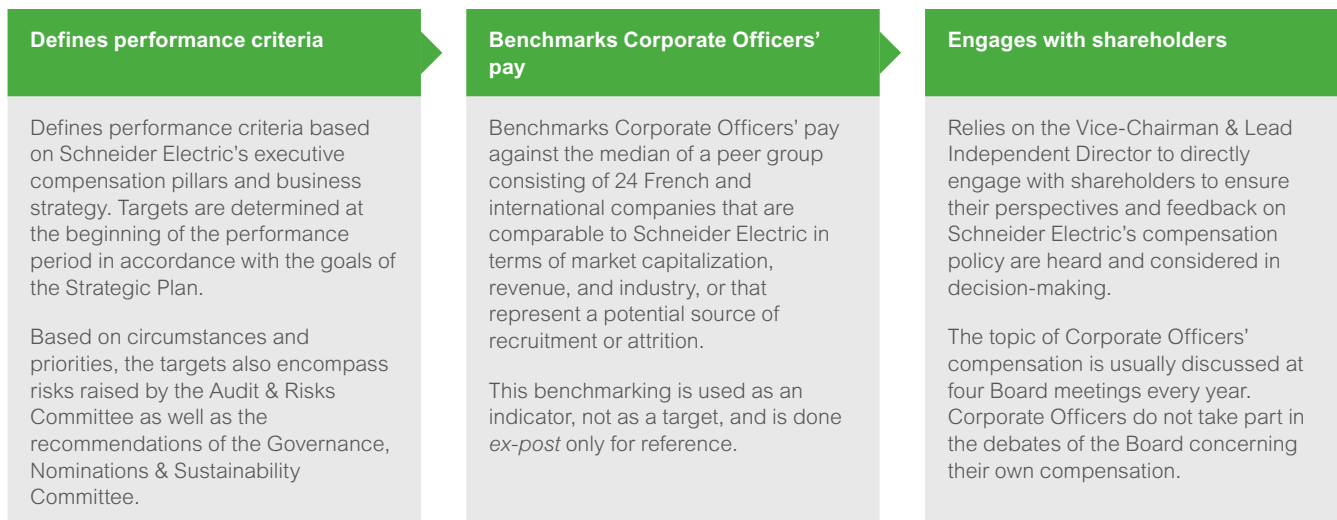 Defines performance criteria
Defines performance criteria based
on Schneider Electric's executive
compensation pillars and business
strategy. Targets are determined at
the beginning of the performance
period in accordance with the goals of
the Strategic Plan.
Based on circumstances and
priorities, the targets also encompass
risks raised by the Audit & Risks
Committee as well as the
recommendations of the Governance,
Nominations & Sustainability
Committee.
Benchmarks Corporate Officers'
pay
Benchmarks Corporate Officers' pay
against the median of a peer group
consisting of 24 French and
international companies that are
comparable to Schneider Electric in
terms of market capitalization,
revenue, and industry, or that
represent a potential source of
recruitment or attrition.
This benchmarking is used as an
indicator, not as a target, and is done
ex-post only for reference.
Engages with shareholders
Relies on the Vice-Chairman & Lead
Independent Director to directly
engage with shareholders to ensure
their perspectives and feedback on
Schneider Electric's compensation
policy are heard and considered in
decision-making.
The topic of Corporate Officers'
compensation is usually discussed at
four Board meetings every year.
Corporate Officers do not take part in
the debates of the Board concerning
their own compensation.